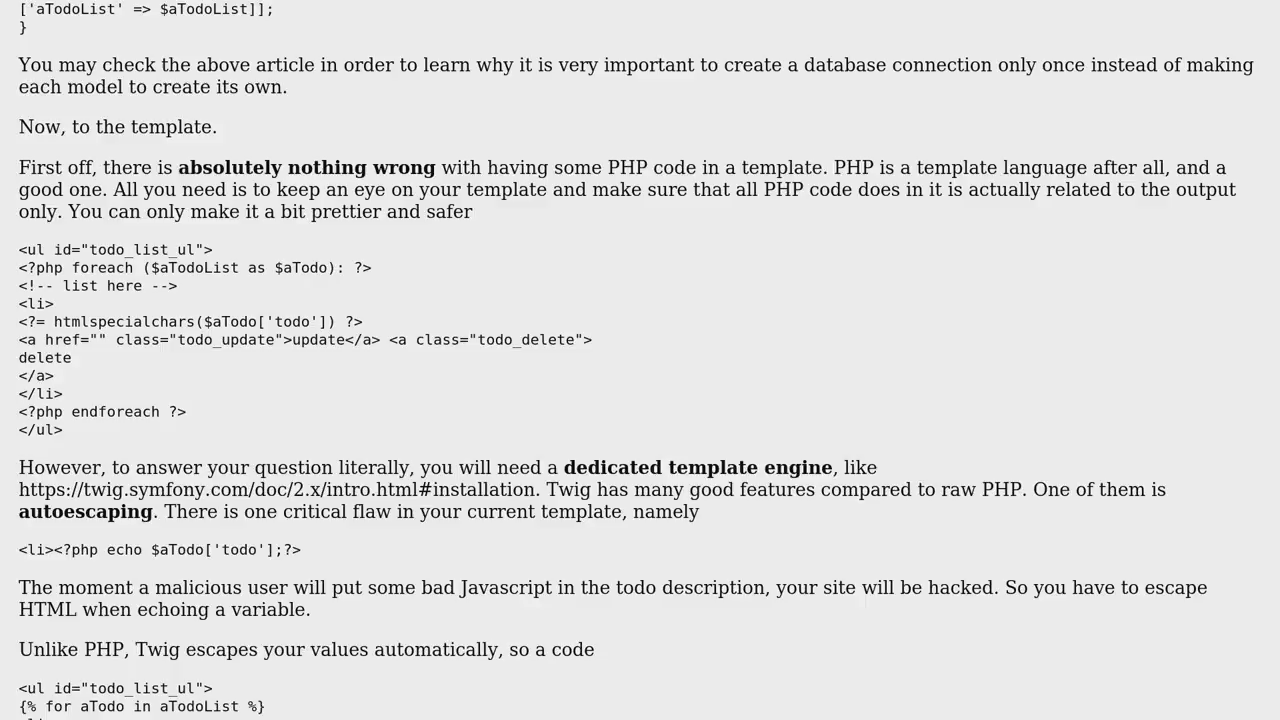 ['aTodoList' => $aTodoList]];
}
You may check the above article in order to learn why it is very important to create a database connection only once instead of making
each model to create its own.
Now, to the template.
First off, there is absolutely nothing wrong with having some PHP code in a template. PHP is a template language after all, and a
good one. All you need is to keep an eye on your template and make sure that all PHP code does in it is actually related to the output
only. You can only make it a bit prettier and safer
<ul id="todo_list_ul">
<?php foreach ($aTodoList as $aTodo): ?>
<!-- list here -->
<li>
<?= htmlspecialchars($aTodo['todo']) ?>
<a href="" class="todo_update">update</a> <a class="todo_delete">
delete
</a>
</li>
<?php endforeach ?>
</ul>
However, to answer your question literally, you will need a dedicated template engine, like
https://twig.symfony.com/doc/2.x/intro.html#installation. Twig has many good features compared to raw PHP. One of them is
autoescaping. There is one critical flaw in your current template, namely
<li><?php echo $aTodo['todo'];?>
The moment a malicious user will put some bad Javascript in the todo description, your site will be hacked. So you have to escape
HTML when echoing a variable.
Unlike PHP, Twig escapes your values automatically, so a code
<ul id="todo_list_ul">
{% for aTodo in aTodoList %}